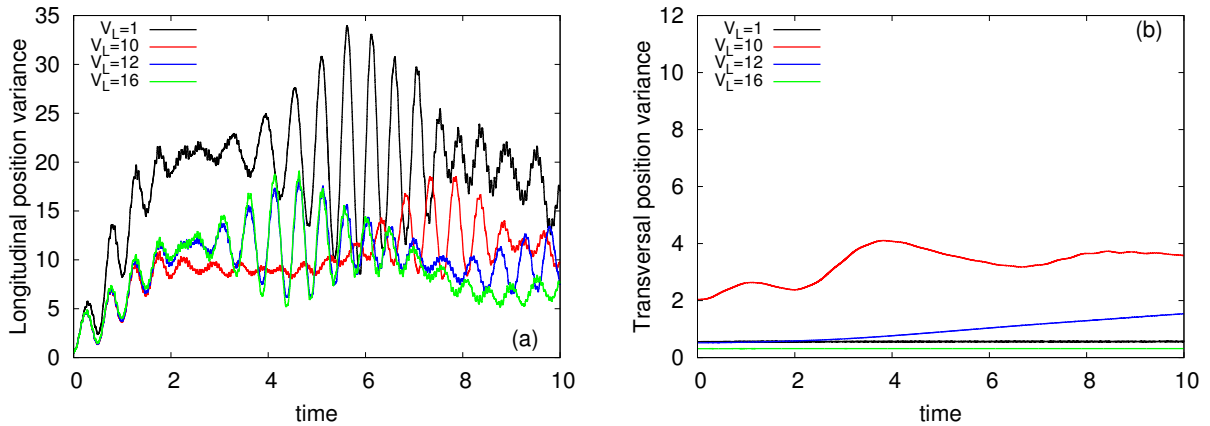 Longitudinal position variance
35
30
25
20
15
10
5
0
V_L=1
V_L=10
V_L=12
V_L=16
(a)
0 2 4 6 8 10
time
Transversal position variance
12
10
8
6
4
2
0
V_L=1
V_L=10
V_L=12
V_L=16
(b)
0 2 4 6 8 10
time